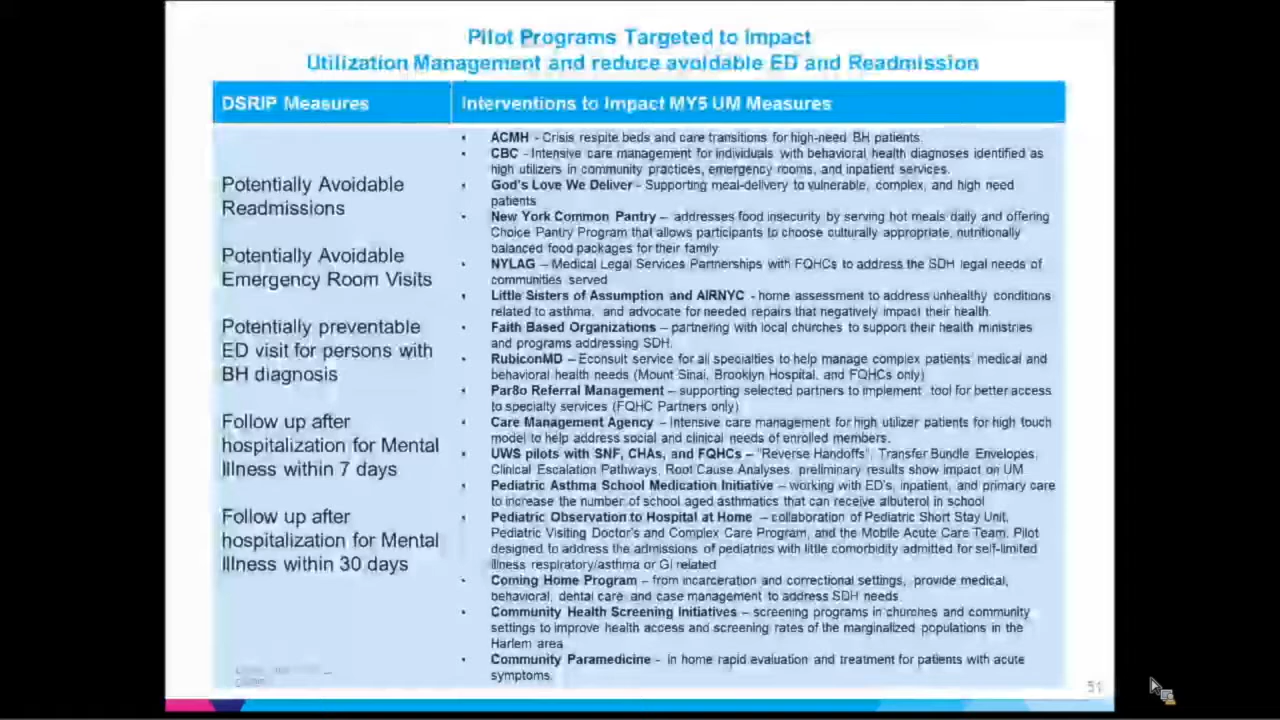 Pilot Programs Targeted to Impact
Utilization Management and reduce avoidable ED and Readmission
DSRIP Measures
Interventions to Impact MY5 UM Measures
Potentially Avoidable
Readmissions
Potentially Avoidable
Emergency Room Visits
Potentially preventable
ED visit for persons with
BH diagnosis
Follow up after
hospitalization for Mental
Illness within 7 days
Follow up after
hospitalization for Mental
Illness within 30 days
• ACMH - Crisis respite beds and care transitions for high-need BH patients.
• CBC - Intensive care management for individuals with behavioral health diagnoses identified as
high utilizers in community practices, emergency rooms, and inpatient services.
• God's Love We Deliver - Supporting meal-delivery to vulnerable, complex, and high need
patients
• New York Common Pantry – addresses food insecurity by serving hot meals daily and offering
Choice Pantry Program that allows participants to choose culturally appropriate, nutritionally
balanced food packages for their family
• NYLAG – Medical Legal Services Partnerships with FQHCs to address the SDH legal needs of
communities served
• Little Sisters of Assumption and AIRNYC - home assessment to address unhealthy conditions
related to asthma, and advocate for needed repairs that negatively impact their health.
• Faith Based Organizations – partnering with local churches to support their health ministries
and programs addressing SDH.
• RubiconMD – Econsult service for all specialties to help manage complex patients' medical and
behavioral health needs (Mount Sinai, Brooklyn Hospital, and FQHCs only)
• Par8o Referral Management – supporting selected partners to implement tool for better access
to specialty services (FQHC Partners only)
• Care Management Agency – Intensive care management for high utilizer patients for high touch
model to help address social and clinical needs of enrolled members.
• UWS pilots with SNF, CHAs, and FQHCs – "Reverse Handoffs", Transfer Bundle Envelopes,
Clinical Escalation Pathways, Root Cause Analyses, preliminary results show impact on UM
• Pediatric Asthma School Medication Initiative – working with ED's, inpatient, and primary care
to increase the number of school aged asthmatics that can receive albuterol in school
• Pediatric Observation to Hospital at Home – collaboration of Pediatric Short Stay Unit,
Pediatric Visiting Doctor's and Complex Care Program, and the Mobile Acute Care Team. Pilot
designed to address the admissions of pediatrics with little comorbidity admitted for self-limited
illness respiratory/asthma or GI related
• Coming Home Program – from incarceration and correctional settings, provide medical,
behavioral, dental care and case management to address SDH needs.
• Community Health Screening Initiatives – screening programs in churches and community
settings to improve health access and screening rates of the marginalized populations in the
Harlem area
• Community Paramedicine - in home rapid evaluation and treatment for patients with acute
symptoms.
51